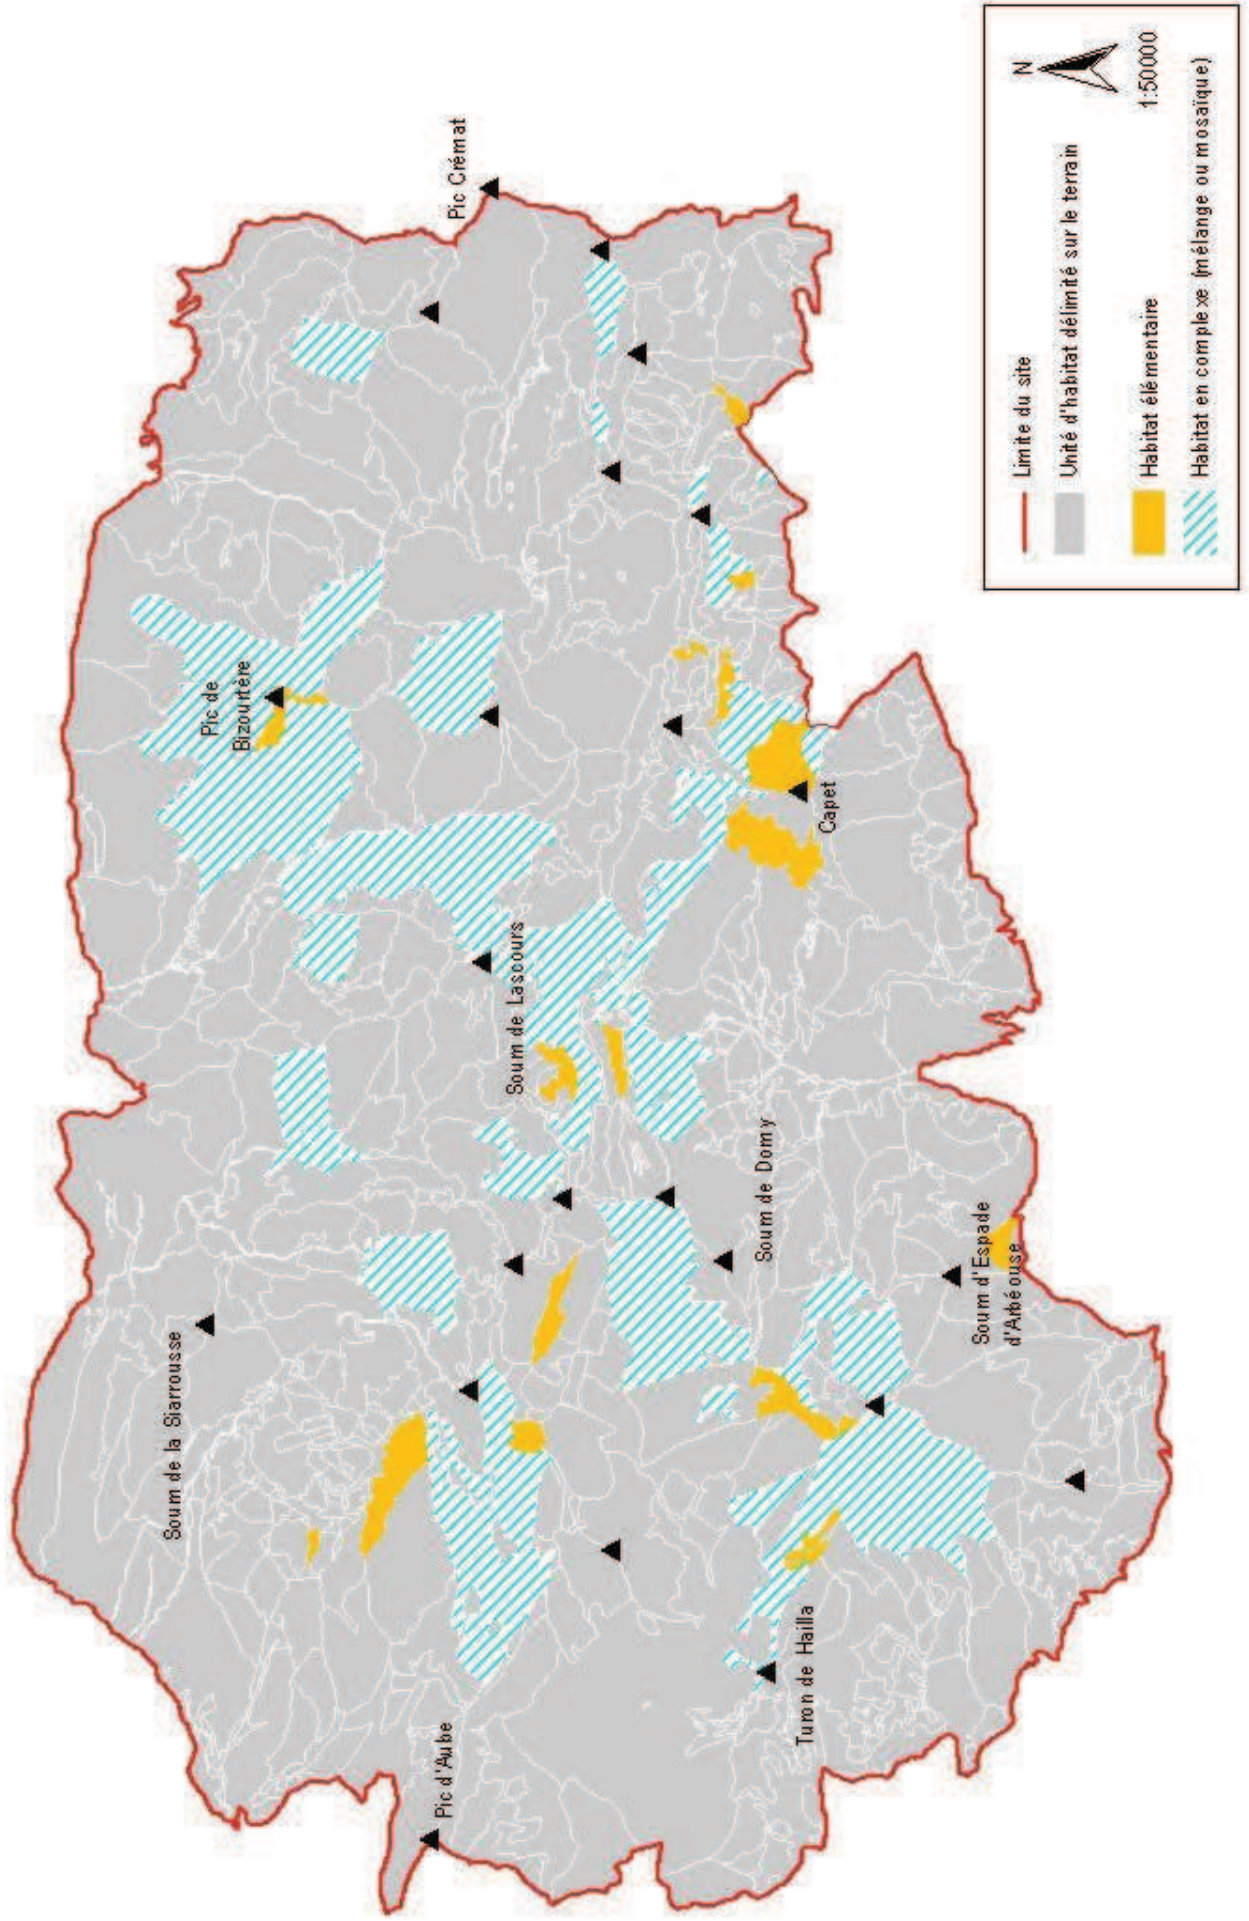 Pic Crémat
Pic de
Bizourtère
Soum de Lascours
Capet
Soum de la Siarrousse
Soum de Domy
Soum d'Espade
d'Arbéouse
Pic d'Aube
Turon de Hailla
N
1:50000
Limite du site
Unité d'habitat délimité sur le terrain
Habitat élémentaire
Habitat en complexe (mélange ou mosaïque)